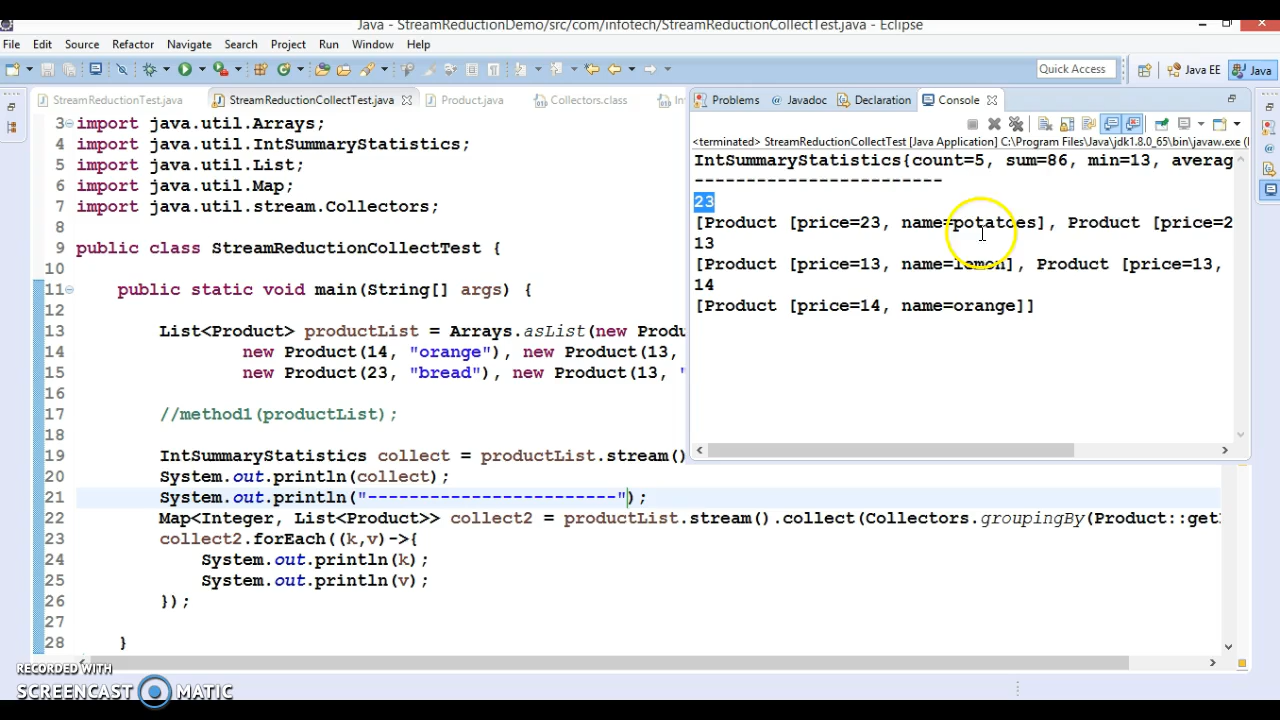 Java - StreamReductionDemo/src/com/infotech/StreamReductionCollectTest.java - Eclipse
File Edit Source Refactor Navigate Search Project Run Window Help
Quick Access Java EE Java
StreamReductionTest.java StreamReductionCollectTest.java Product.java Collectors.class
Problems @ Javadoc Declaration Console
<terminated> StreamReductionCollectTest [Java Application] C:\Program Files\Java\jdk1.8.0_65\bin\javaw.exe (
IntSummaryStatistics{count=5, sum=86, min=13, averag
------------------------
23
[Product [price=23, name=potatoes], Product [price=2
13
[Product [price=13, name=lemon], Product [price=13,
14
[Product [price=14, name=orange]]
3 import java.util.Arrays;
4 import java.util.IntSummaryStatistics;
5 import java.util.List;
6 import java.util.Map;
7 import java.util.stream.Collectors;
8
9 public class StreamReductionCollectTest {
10
11 public static void main(String[] args) {
12
13 List<Product> productList = Arrays.asList(new Produ
14 new Product(14, "orange"), new Product(13,
15 new Product(23, "bread"), new Product(13, "
16
17 //method1(productList);
18
19 IntSummaryStatistics collect = productList.stream()
20 System.out.println(collect);
21 System.out.println("------------------------");
22 Map<Integer, List<Product>> collect2 = productList.stream().collect(Collectors.groupingBy(Product::get
23 collect2.forEach((k,v)->{
24 System.out.println(k);
25 System.out.println(v);
26 });
27
28 }
RECORDED WITH
SCREENCAST MATIC